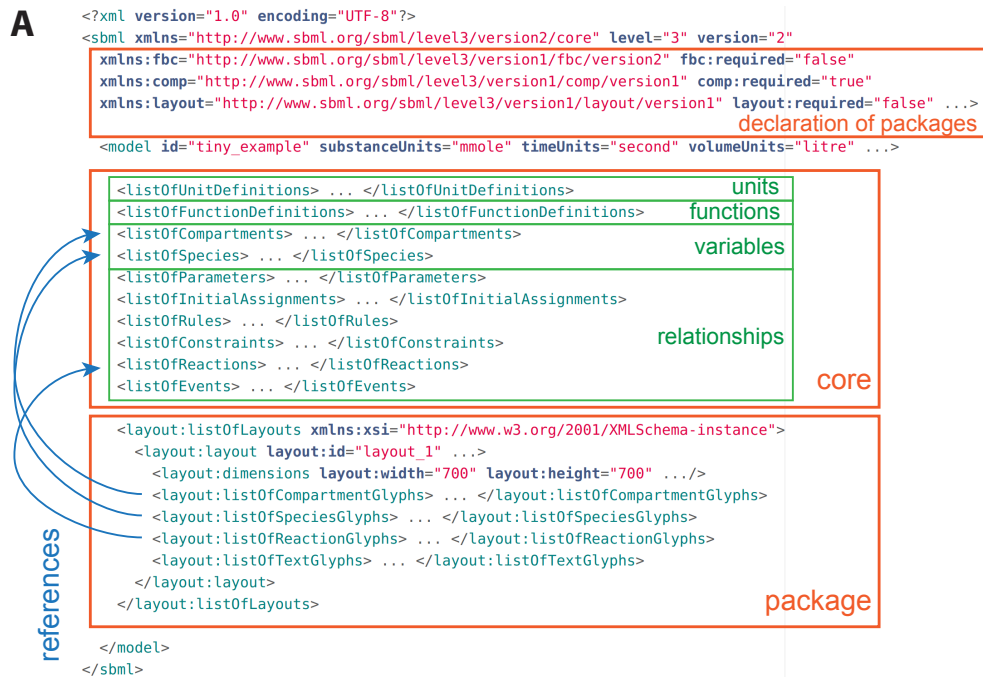 A
<?xml version="1.0" encoding="UTF-8"?>
<sbml xmlns="http://www.sbml.org/sbml/level3/version2/core" level="3" version="2"
xmlns:fbc="http://www.sbml.org/sbml/level3/version1/fbc/version2" fbc:required="false"
xmlns:comp="http://www.sbml.org/sbml/level3/version1/comp/version1" comp:required="true"
xmlns:layout="http://www.sbml.org/sbml/level3/version1/layout/version1" layout:required="false" ...>
declaration of packages
<model id="tiny_example" substanceUnits="mmole" timeUnits="second" volumeUnits="litre" ...>
<listOfUnitDefinitions> ... </listOfUnitDefinitions>
units
<listOfFunctionDefinitions> ... </listOfFunctionDefinitions>
functions
<listOfCompartments> ... </listOfCompartments>
<listOfSpecies> ... </listOfSpecies>
variables
<listOfParameters> ... </listOfParameters>
<listOfInitialAssignments> ... </listOfInitialAssignments>
<listOfRules> ... </listOfRules>
<listOfConstraints> ... </listOfConstraints>
<listOfReactions> ... </listOfReactions>
<listOfEvents> ... </listOfEvents>
relationships
core
<layout:listOfLayouts xmlns:xsi="http://www.w3.org/2001/XMLSchema-instance">
<layout:layout layout:id="layout_1" ...>
<layout:dimensions layout:width="700" layout:height="700" .../>
<layout:listOfCompartmentGlyphs> ... </layout:listOfCompartmentGlyphs>
<layout:listOfSpeciesGlyphs> ... </layout:listOfSpeciesGlyphs>
<layout:listOfReactionGlyphs> ... </layout:listOfReactionGlyphs>
<layout:listOfTextGlyphs> ... </layout:listOfTextGlyphs>
</layout:layout>
</layout:listOfLayouts>
package
references
</model>
</sbml>